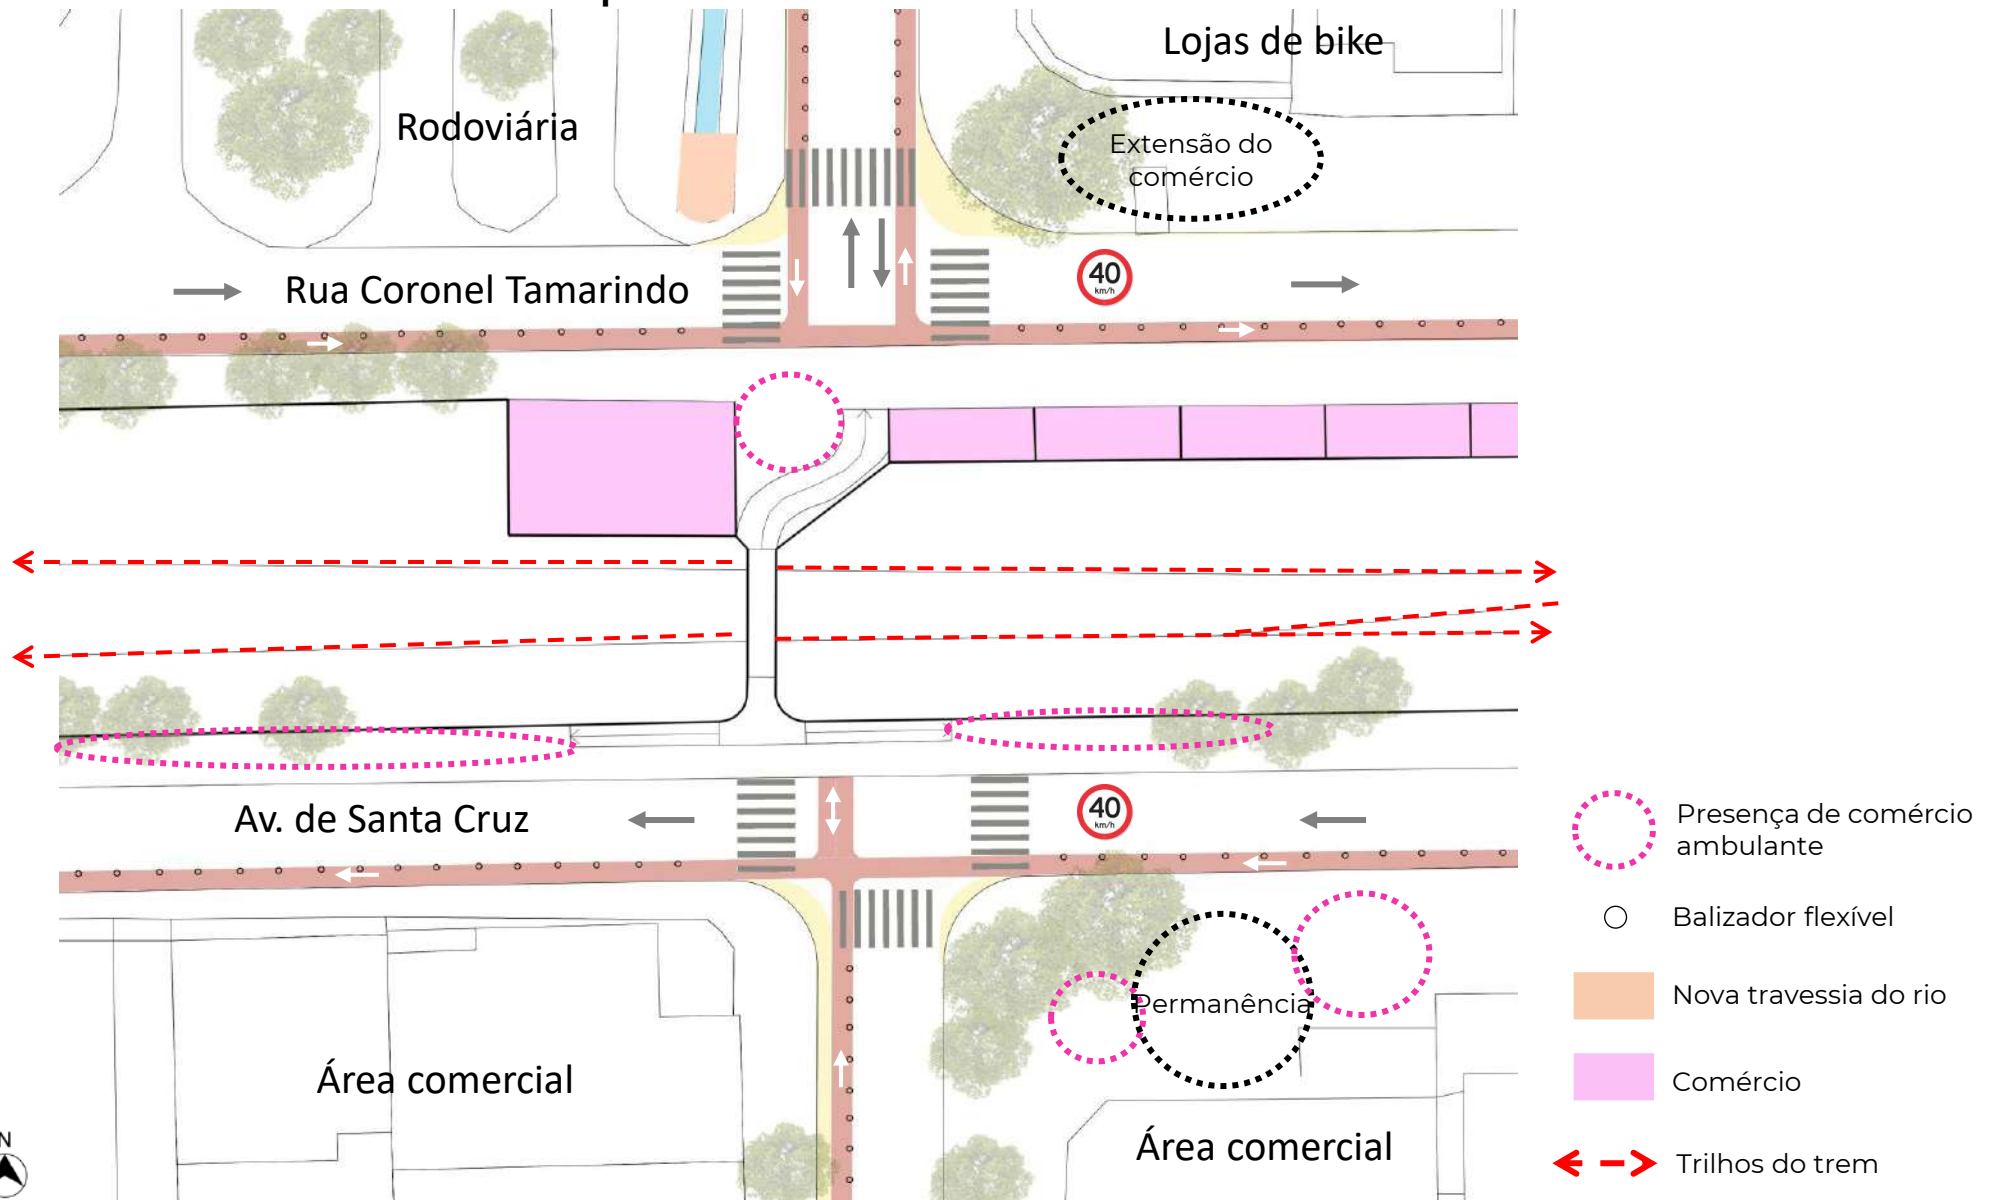 Lojas de bike
Rodoviária
Extensão do
comércio
Rua Coronel Tamarindo
40
km/h
Av. de Santa Cruz
40
km/h
Presença de comércio
ambulante
Balizador flexível
Permanência
Nova travessia do rio
Área comercial
Comércio
Área comercial
N
Trilhos do trem